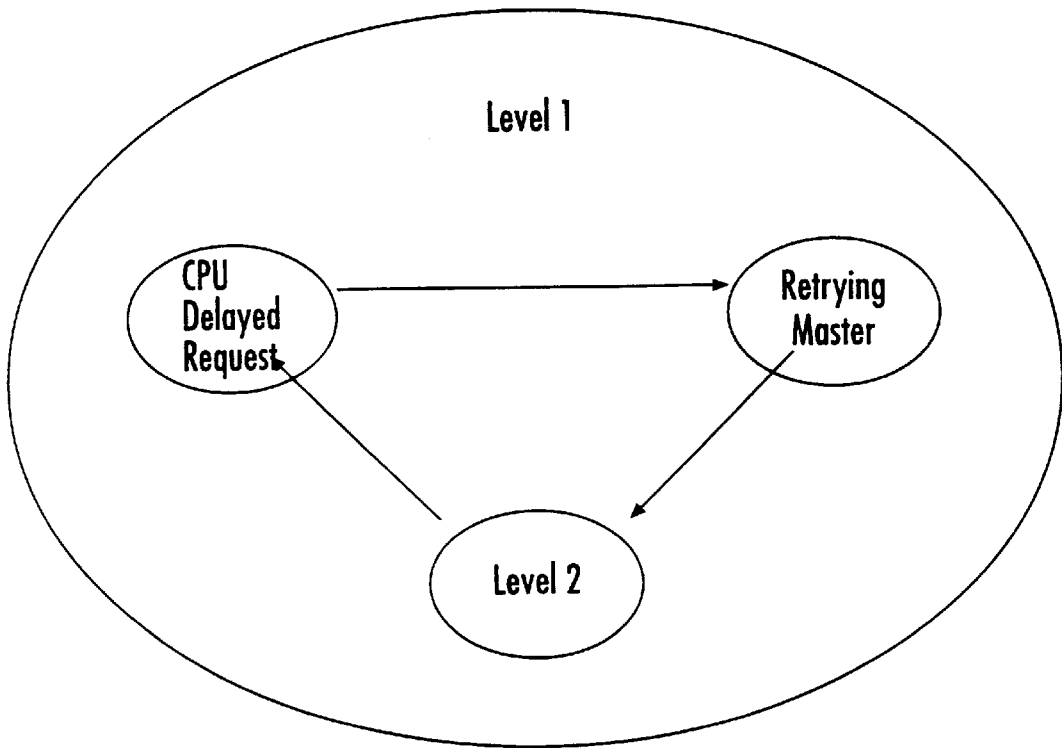 Level 1
CPU
Delayed
Request
Retrying
Master
Level 2